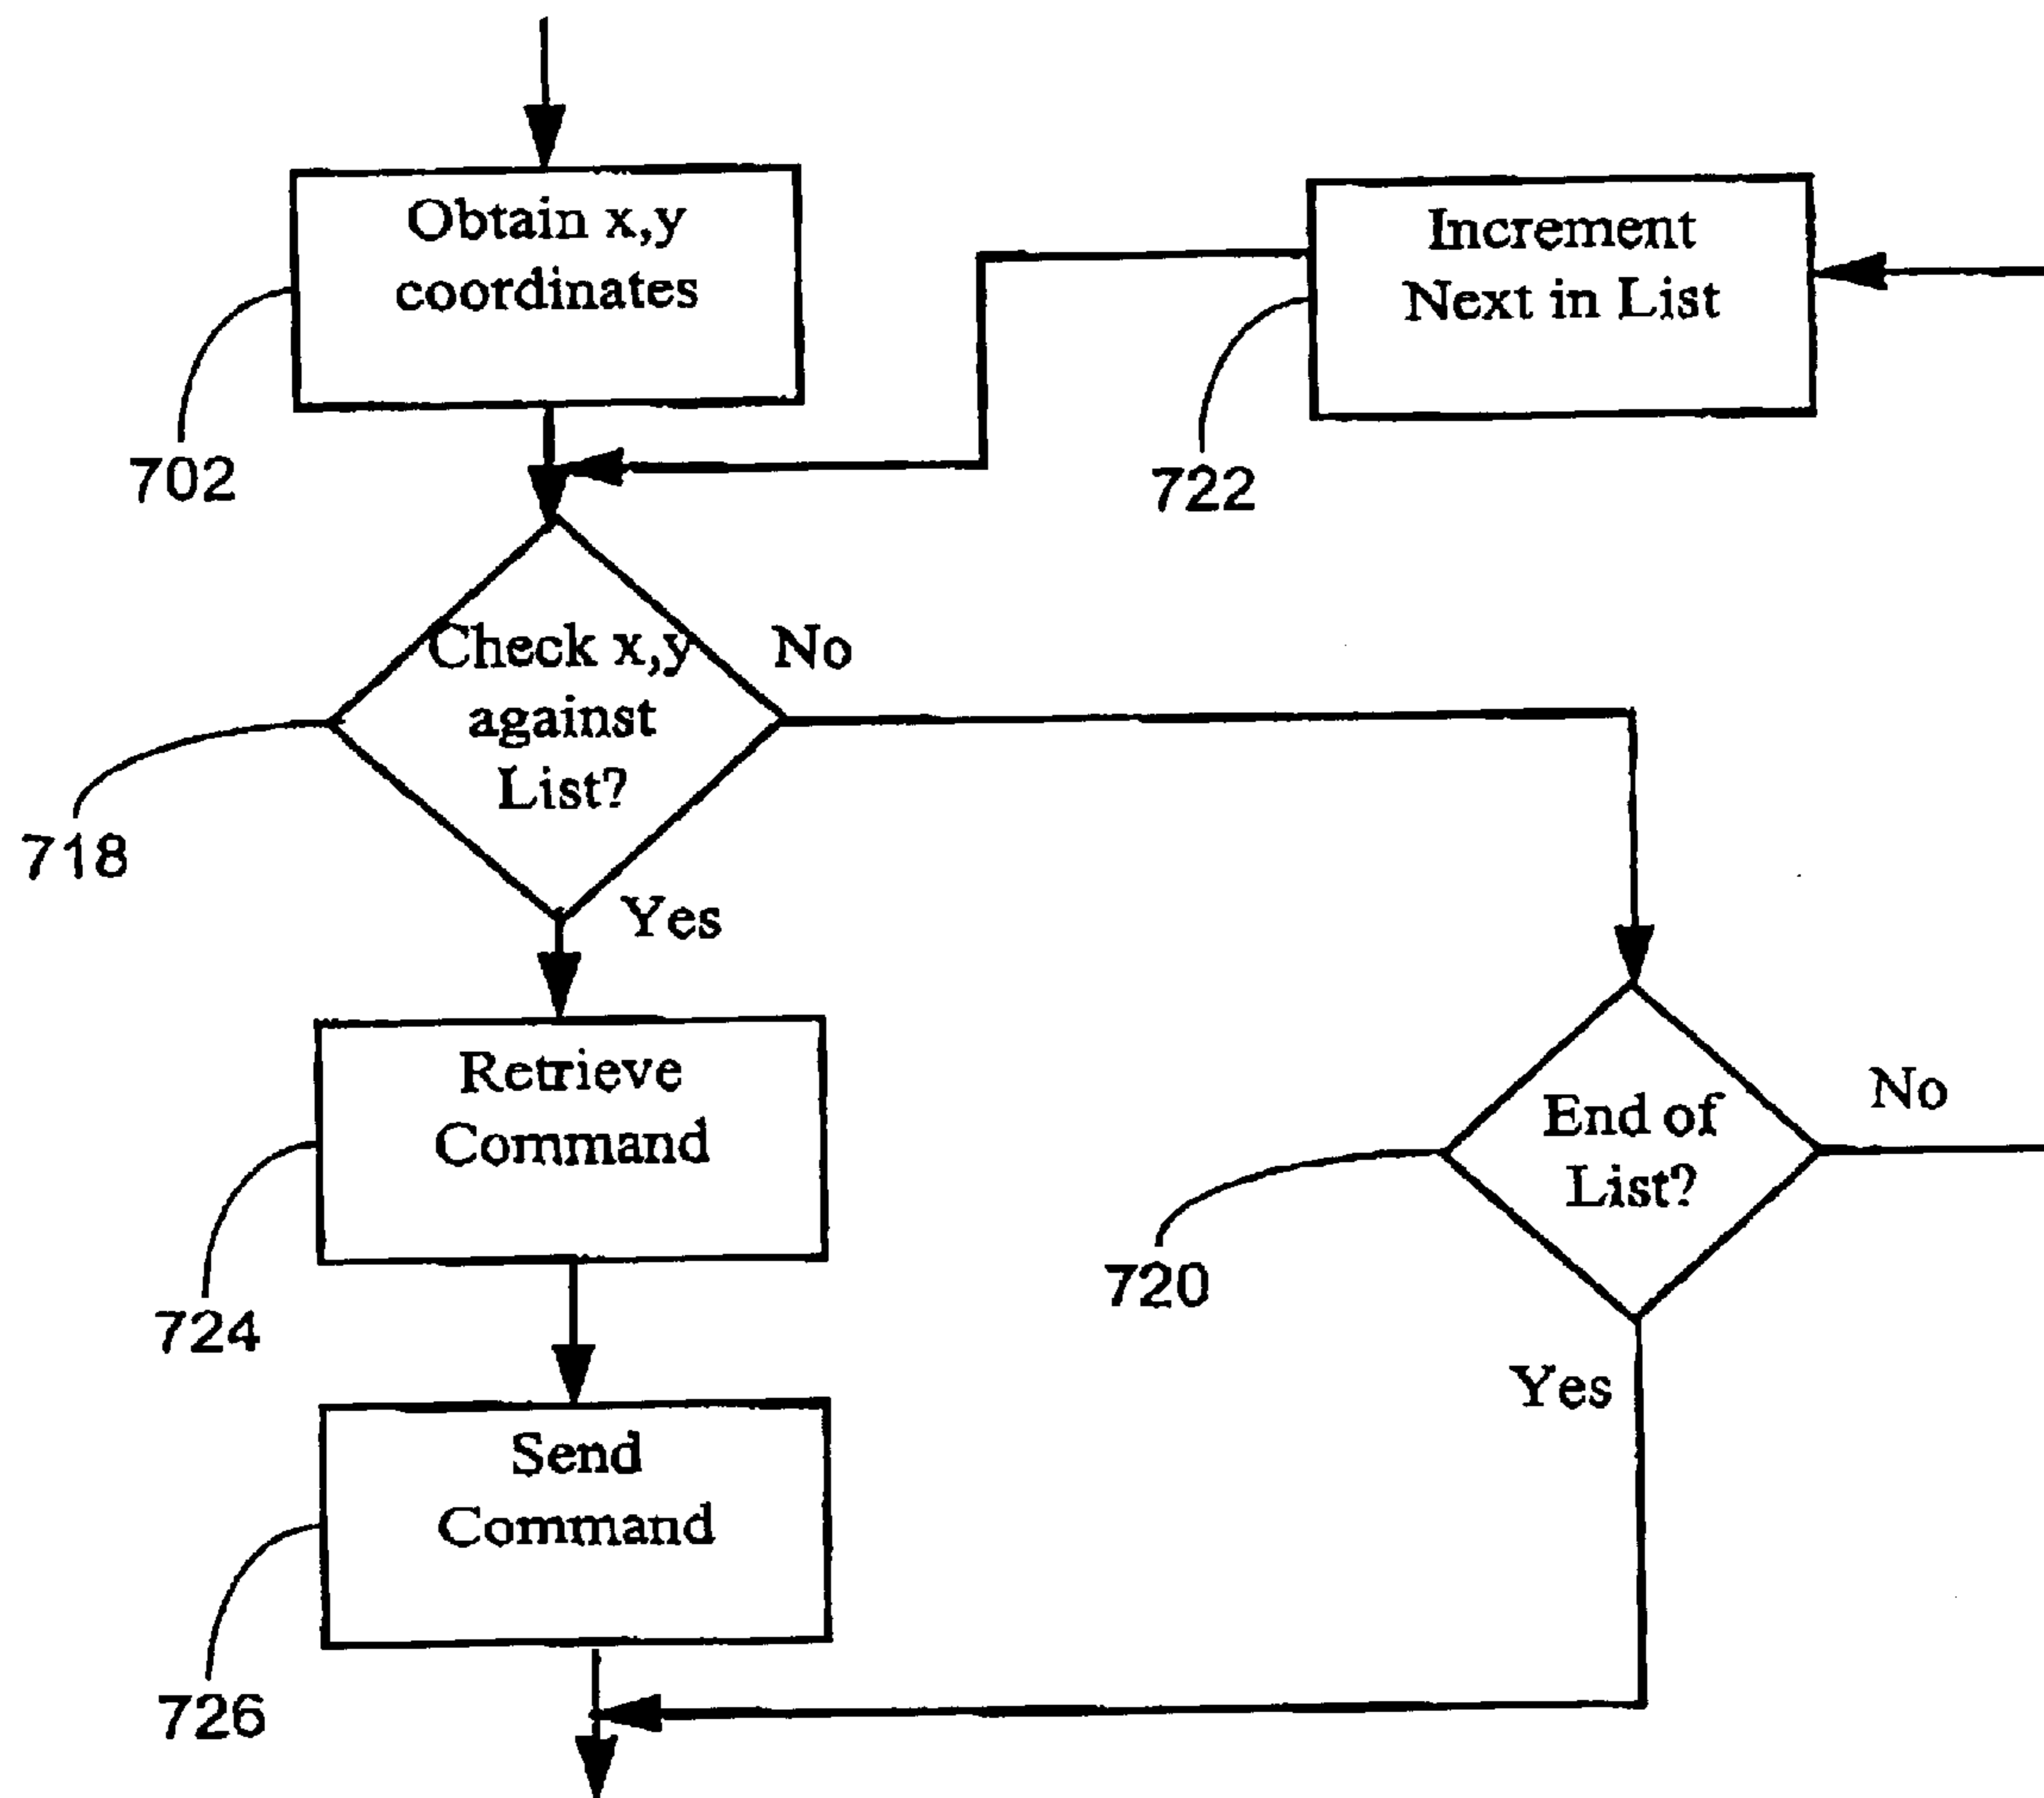 Obtain x,y
coordinates
702
Increment
Next in List
722
Check x,y
against
List?
No
718
Yes
Retrieve
Command
724
End of
List?
No
720
Yes
Send
Command
726